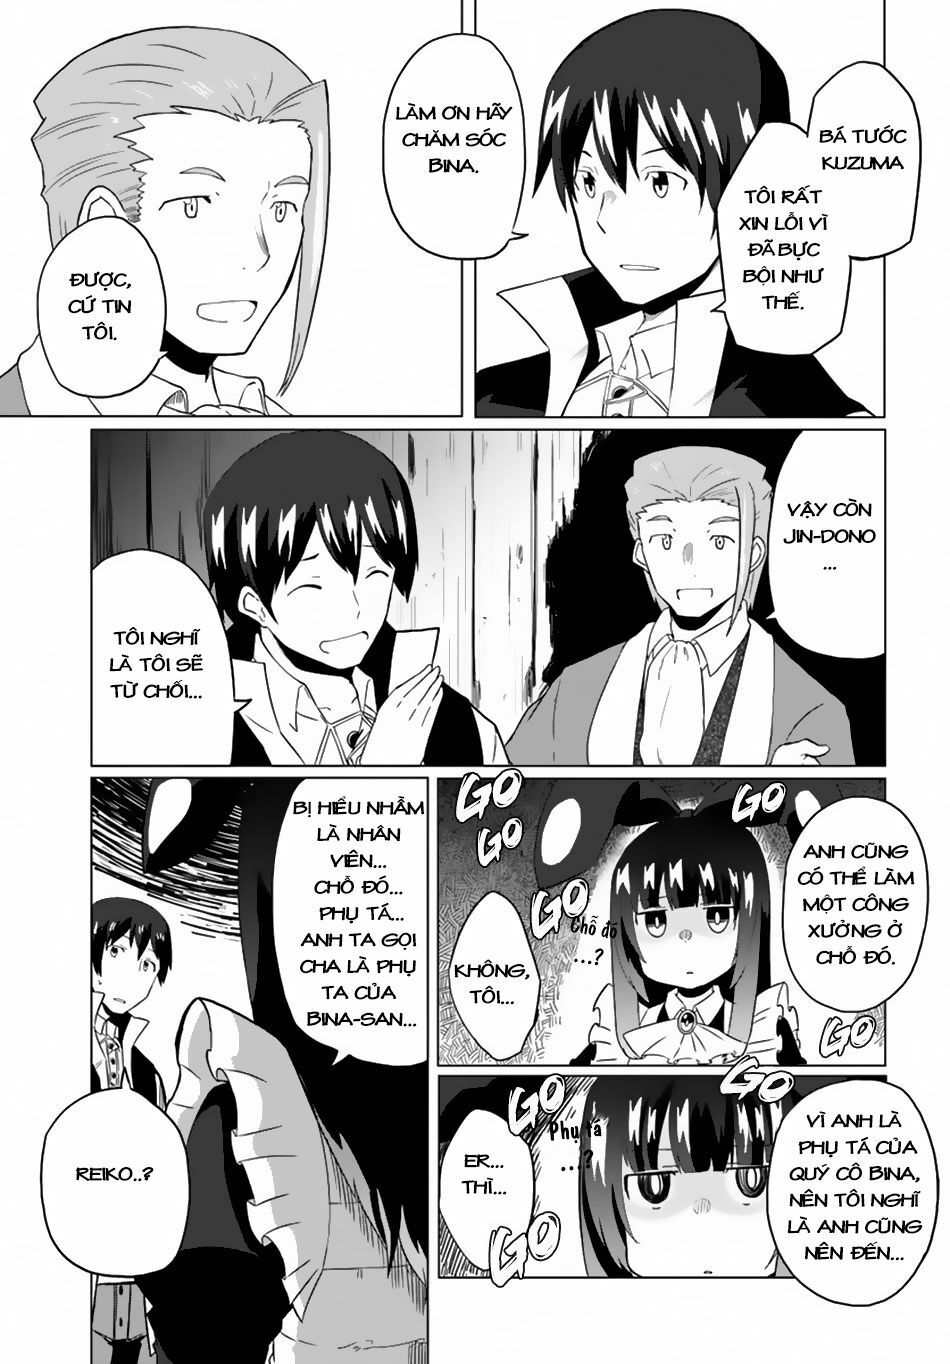 BÁ TƯỚC
KUZUMA
TÔI RẤT
XIN LỖI VÌ
ĐÃ BỰC
BỘI NHƯ
THẾ.
LÀM ƠN HÃY
CHĂM SÓC
BINA.
ĐƯỢC,
CỨ TIN
TÔI.
VẬY CÒN
JIN-DONO
...
TÔI NGHĨ
LÀ TÔI SẼ
TỪ CHỐI...
ANH CŨNG
CÓ THỂ LÀM
MỘT CÔNG
XƯỞNG Ở
CHỖ ĐÓ.
GO
GO
GO
GO
GO
GO
GO
Chỗ đó
...?
KHÔNG,
TÔI...
VÌ ANH LÀ
PHỤ TÁ CỦA
QUÝ CÔ BINA,
NÊN TÔI NGHĨ
LÀ ANH CŨNG
NÊN ĐẾN...
GO
GO
GO
Phụ tá
...?
ER...
THÌ...
BỊ HIỂU NHẦM
LÀ NHÂN
VIÊN...
CHỖ ĐÓ...
PHỤ TÁ...
ANH TA GỌI
CHA LÀ PHỤ
TA CỦA
BINA-SAN...
REIKO..?